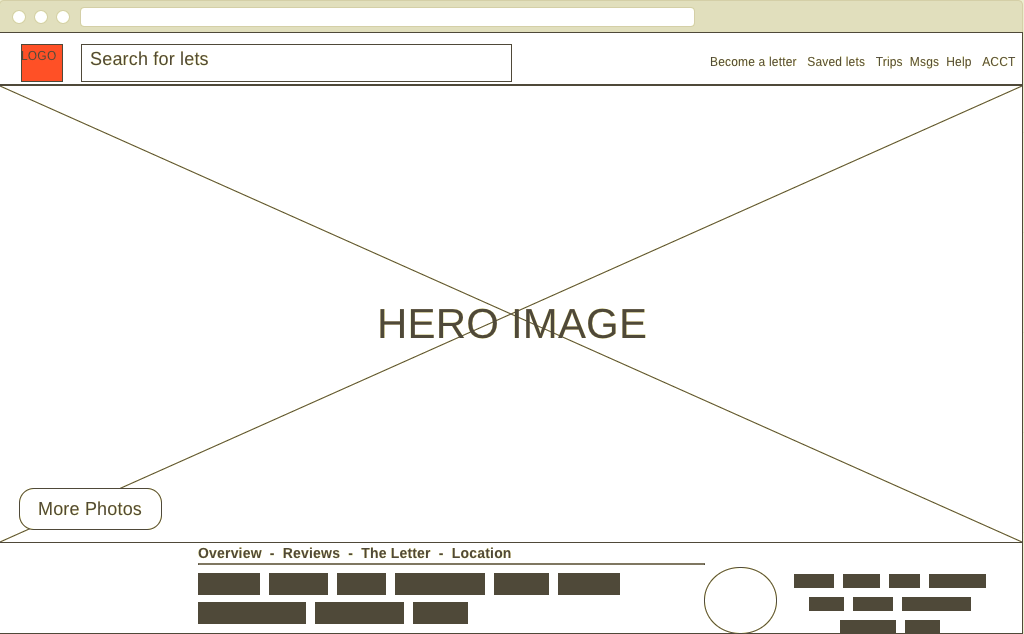 LOGO
Search for lets
Become a letter Saved lets Trips Msgs Help ACCT
HERO IMAGE
More Photos
Overview - Reviews - The Letter - Location